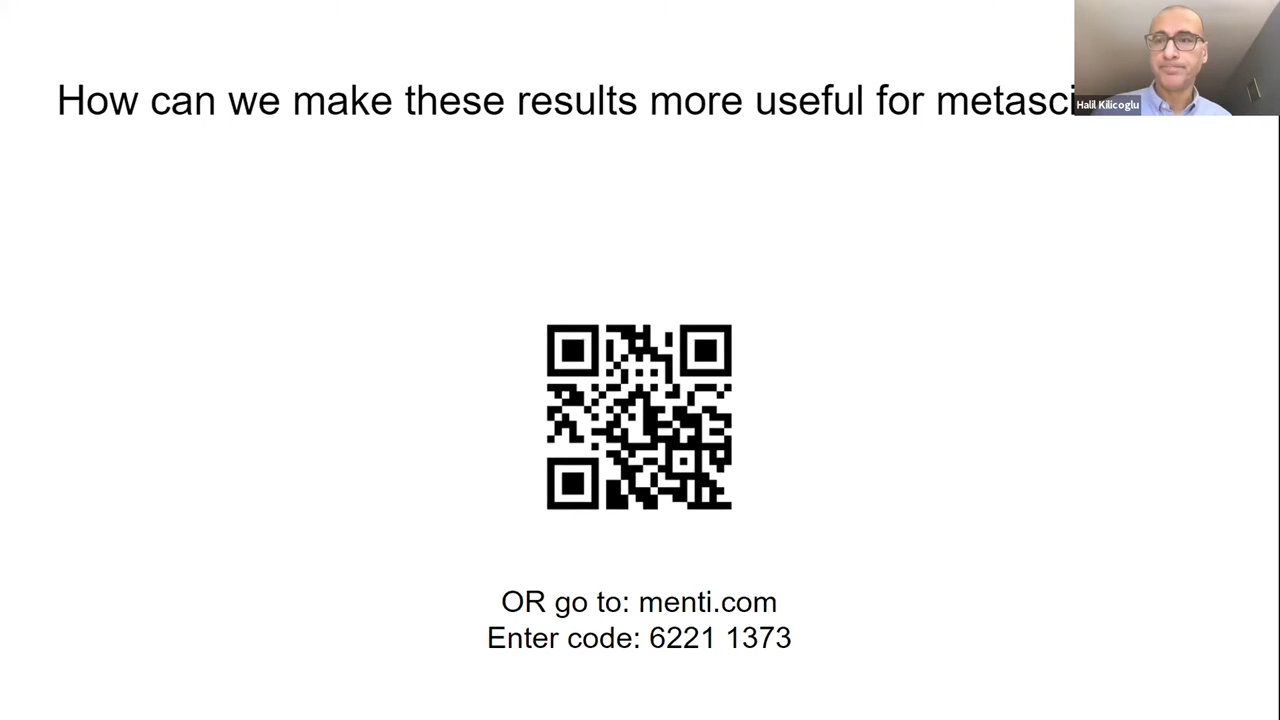 How can we make these results more useful for
Halil Kilicoglu
OR go to: menti.com
Enter code: 6221 1373